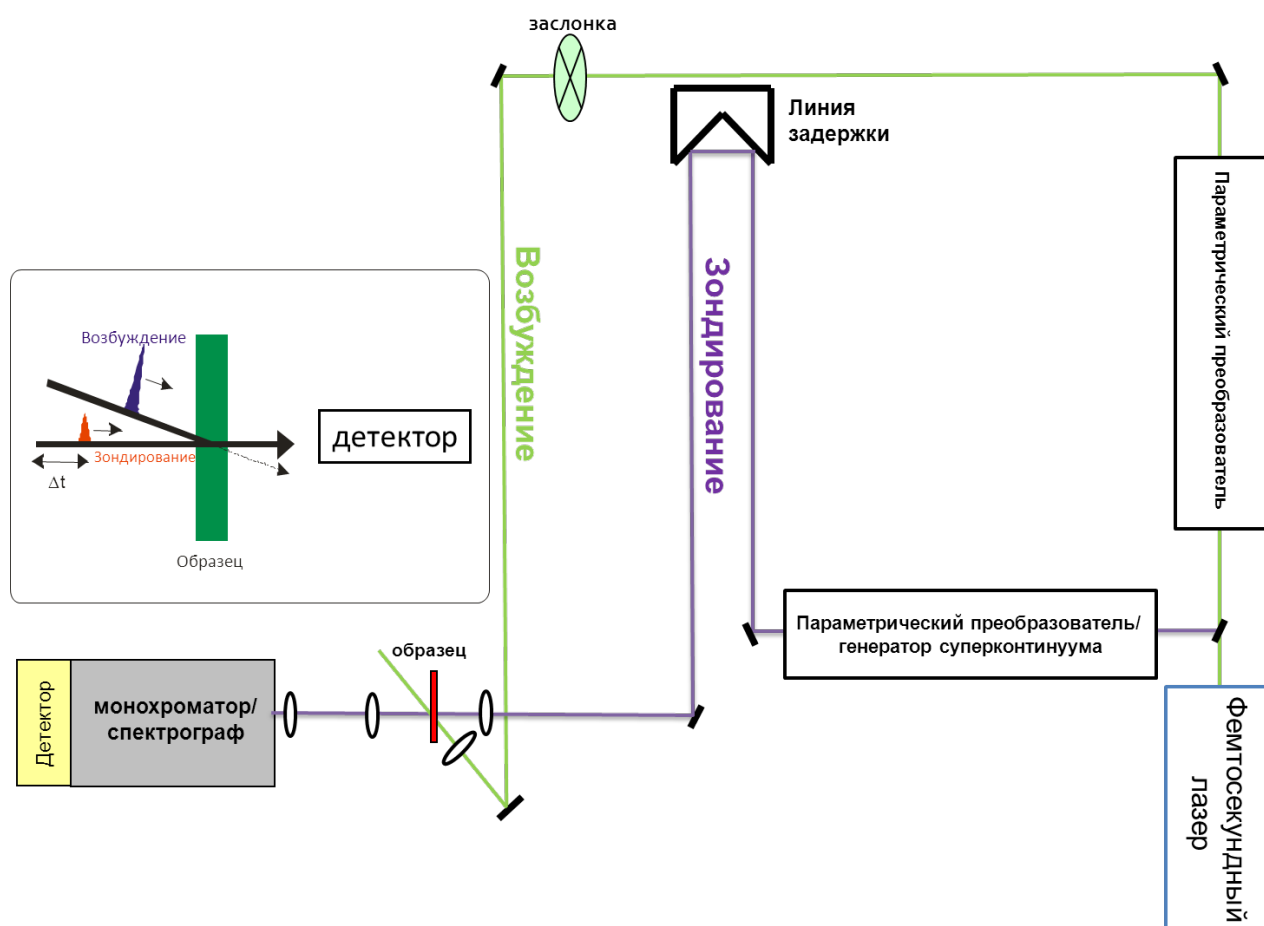 заслонка
Линия
задержки
Параметрический преобразователь
Возбуждение
Зондирование
Возбуждение
Зондирование
Δt
детектор
Образец
Параметрический преобразователь/
генератор суперконтинуума
образец
Детектор
монохроматор/
спектрограф
Фемтосекундный
лазер